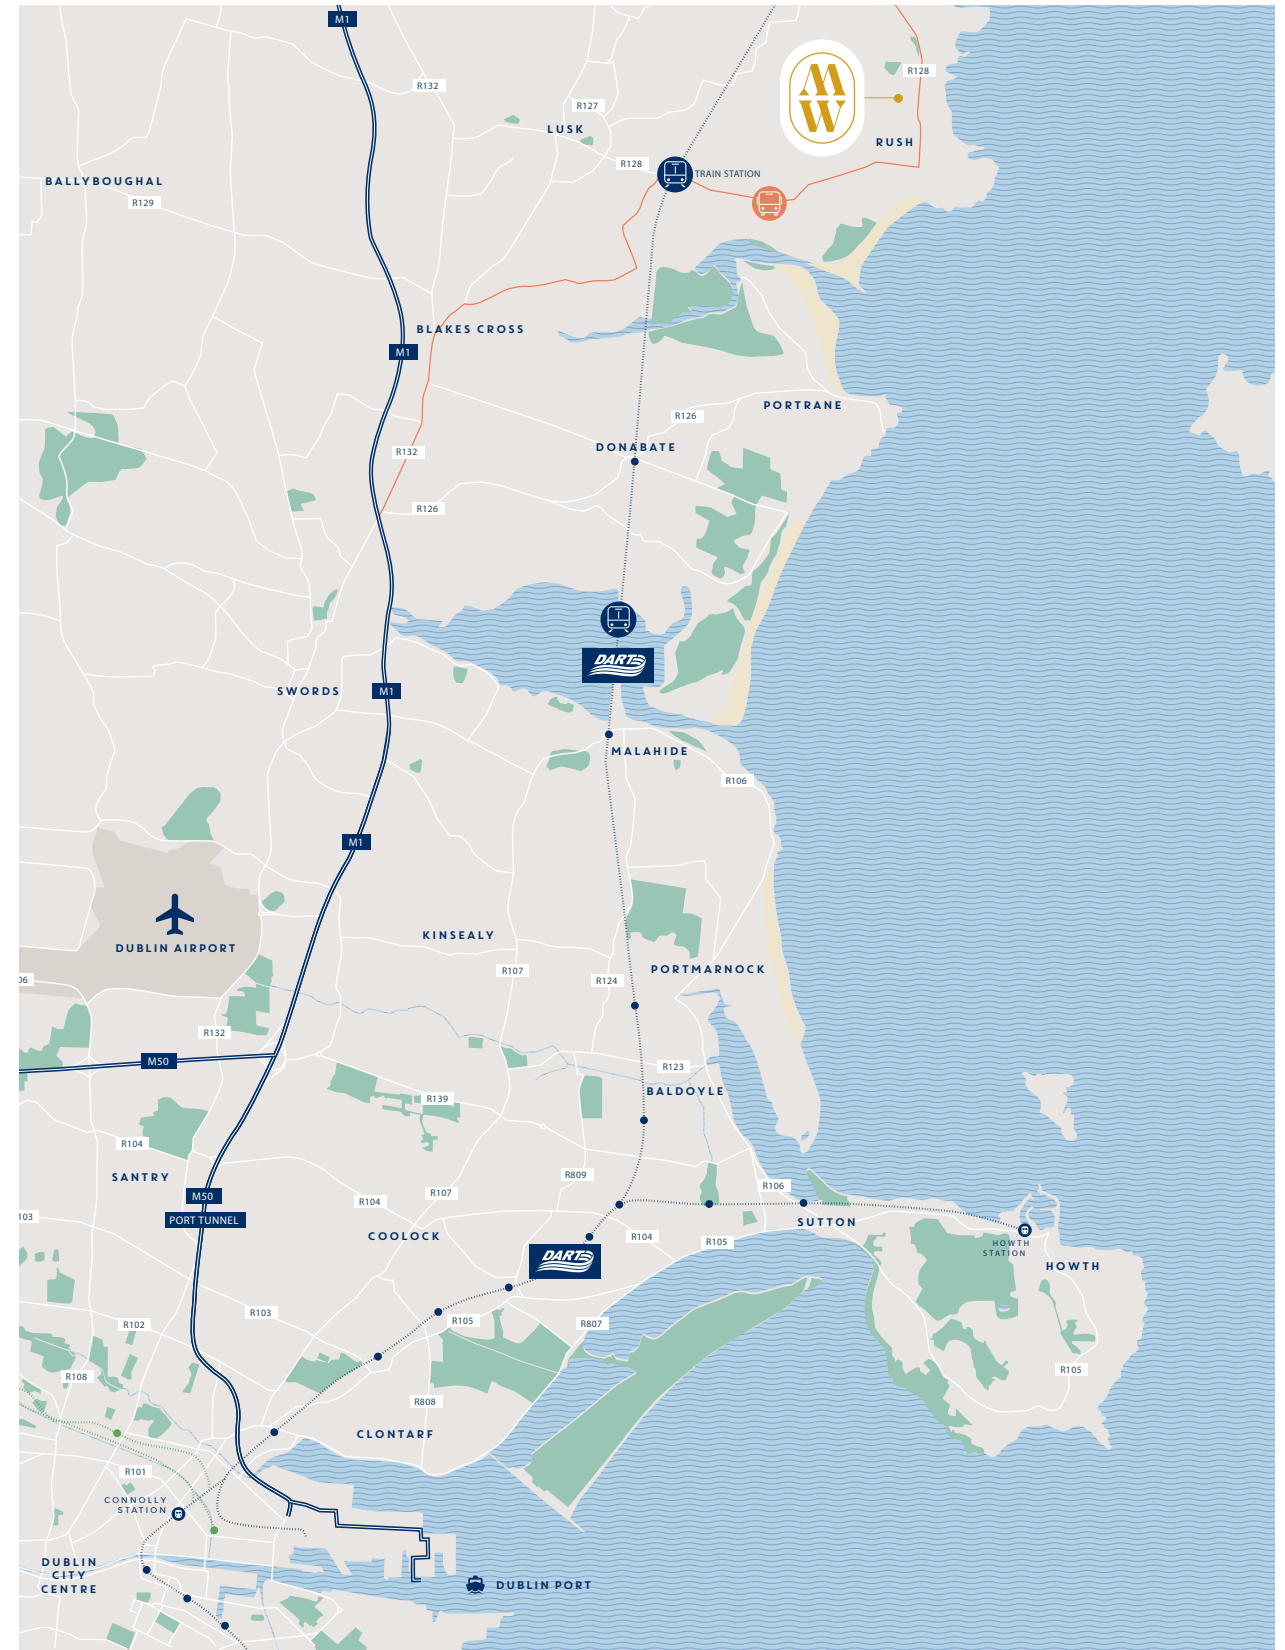 M1
R128
R132
R127
LUSK
M
W
RUSH
R128
TRAIN STATION
BALLYBOUGHAL
R129
BLAKES CROSS
M1
PORTRANE
R126
DONABATE
R132
R126
DART
SWORDS
M1
MALAHIDE
R106
M1
KINSEALY
DUBLIN AIRPORT
R107
PORTMARNOCK
06
R124
R132
M50
R123
BALDOYLE
R139
R104
SANTRY
R809
R106
M50
R107
R104
103
PORT TUNNEL
SUTTON
COOLOCK
R104
R105
HOWTH
STATION
DART
HOWTH
R103
R102
R105
R807
R108
R105
R808
CLONTARF
R101
CONNOLLY
STATION
DUBLIN
CITY
CENTRE
DUBLIN PORT